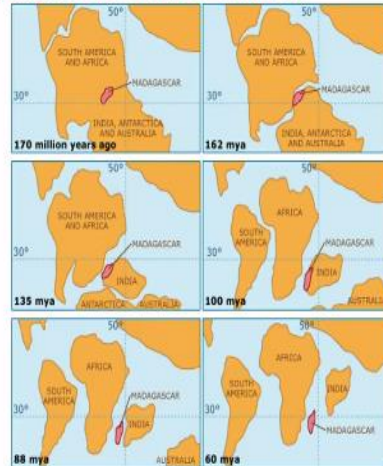 50°
SOUTH AMERICA
AND AFRICA
MADAGASCAR
30°
INDIA, ANTARCTICA
AND AUSTRALIA
170 million years ago
50°
SOUTH AMERICA
AND AFRICA
MADAGASCAR
30°
INDIA, ANTARCTICA
AND AUSTRALIA
162 mya
50°
SOUTH AMERICA
AND AFRICA
MADAGASCAR
30°
INDIA
ANTARCTICA
AUSTRALIA
135 mya
50°
AFRICA
SOUTH
AMERICA
MADAGASCAR
30°
INDIA
AUSTRALIA
100 mya
50°
AFRICA
MADAGASCAR
SOUTH
AMERICA
30°
INDIA
AUSTRALIA
88 mya
50°
AFRICA
SOUTH
AMERICA
INDIA
30°
MADAGASCAR
60 mya